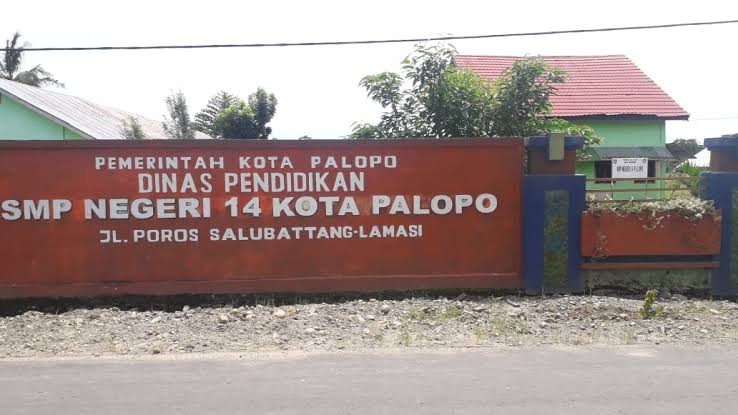 PEMERINTAH KOTA PALOPO
DINAS PENDIDIKAN
SMP NEGERI 14 KOTA PALOPO
JL. POROS SALUBATTANG-LAMASI